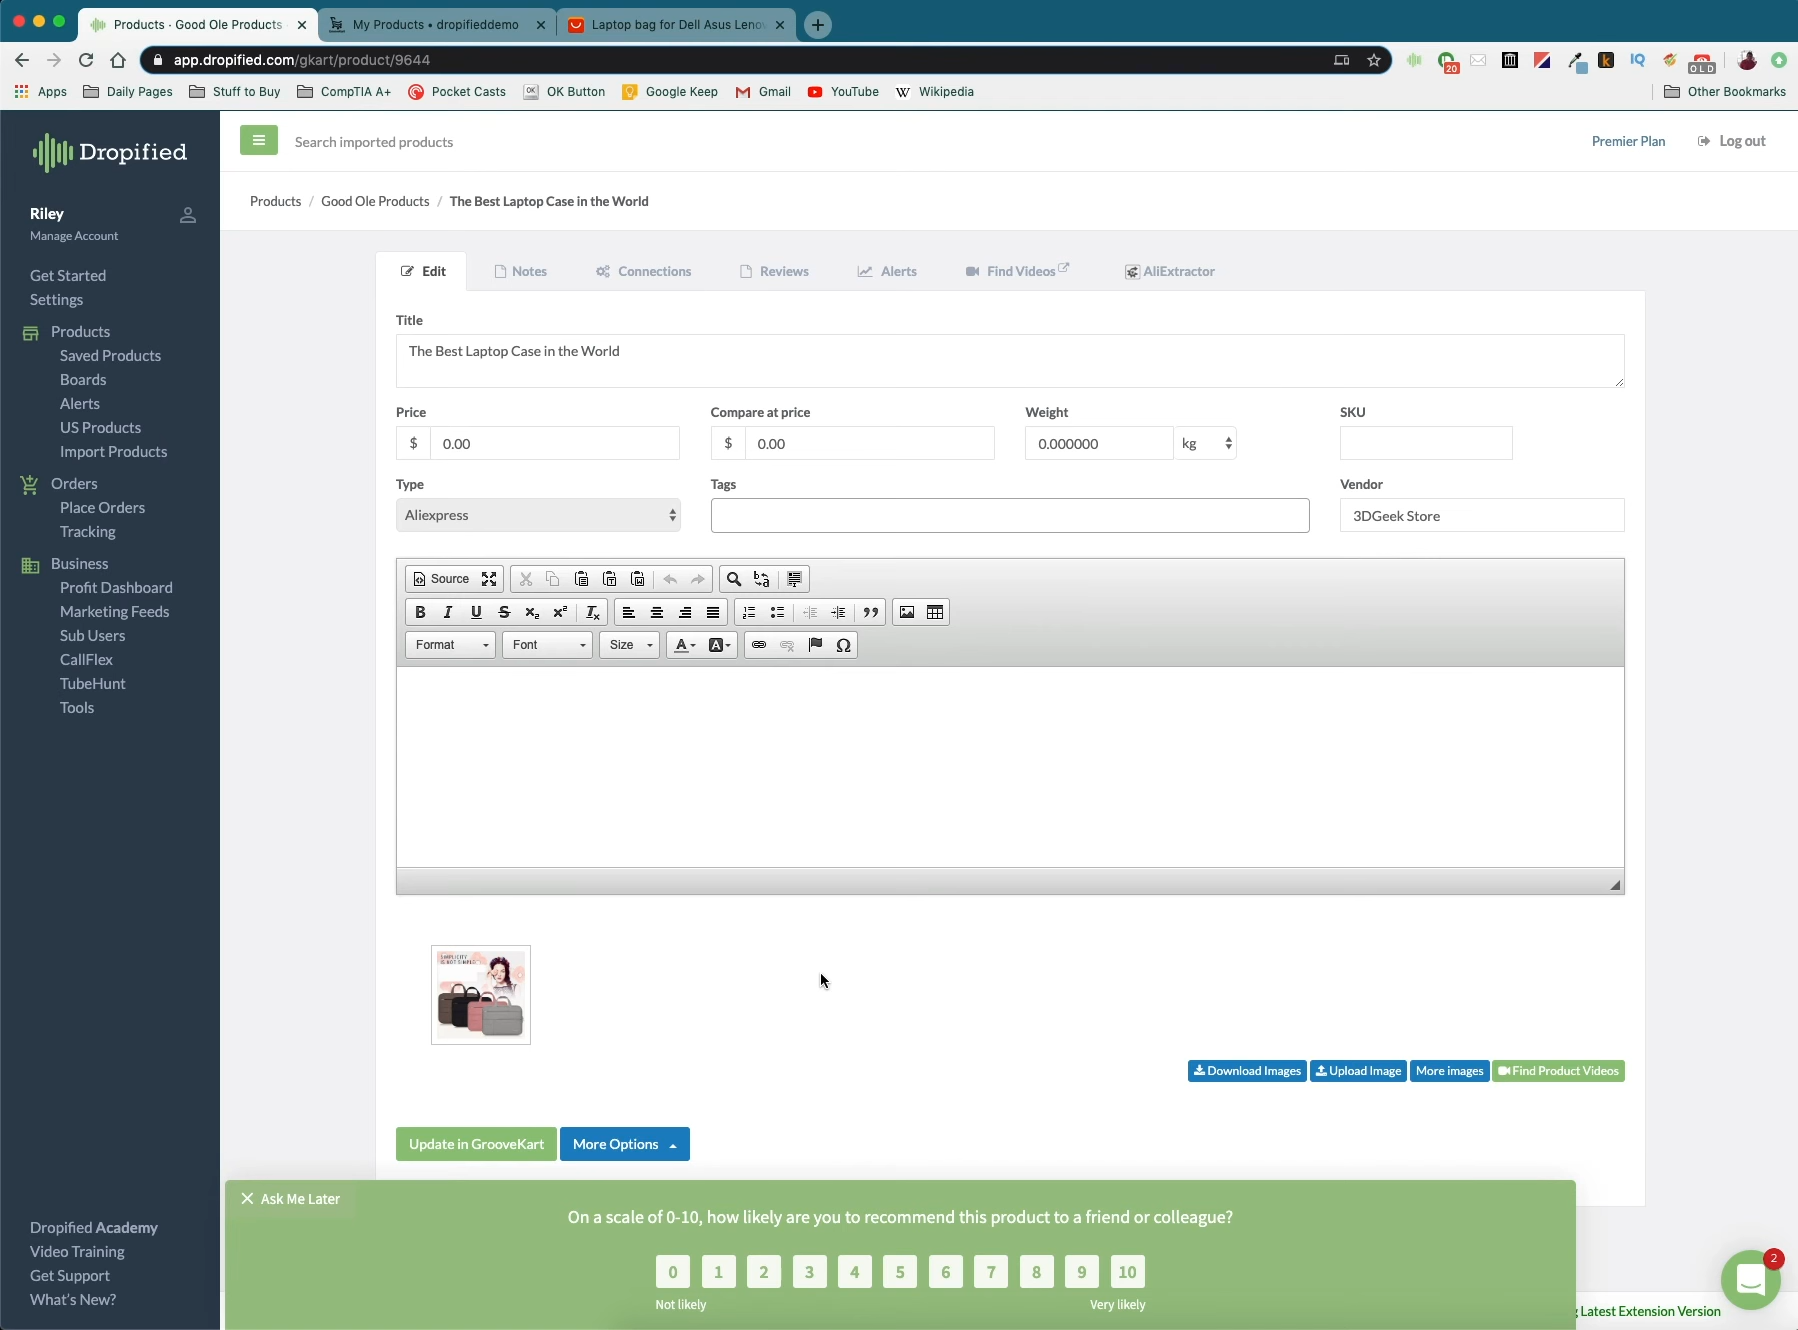 Products · Good Ole Products
My Products • dropifieddemo
Laptop bag for Dell Asus Leno
app.dropified.com/gkart/product/9644
20
OLD
Apps
Daily Pages
Stuff to Buy
CompTIA A+
Pocket Casts
OK Button
Google Keep
Gmail
YouTube
Wikipedia
Other Bookmarks
Dropified
Search imported products
Premier Plan
Log out
Riley
Manage Account
Get Started
Settings
Products
Saved Products
Boards
Alerts
US Products
Import Products
Orders
Place Orders
Tracking
Business
Profit Dashboard
Marketing Feeds
Sub Users
CallFlex
TubeHunt
Tools
Dropified Academy
Video Training
Get Support
What's New?
Products / Good Ole Products / The Best Laptop Case in the World
Edit
Notes
Connections
Reviews
Alerts
Find Videos
AliExtractor
Title
The Best Laptop Case in the World
Price
Compare at price
Weight
SKU
$ 0.00
$ 0.00
0.000000
kg
Type
Tags
Vendor
Aliexpress
3DGeek Store
Source
Format
Font
Size
SIMPLICITY
IS NOT SIMPLE
Download Images
Upload Image
More images
Find Product Videos
Update in GrooveKart
More Options
Ask Me Later
On a scale of 0-10, how likely are you to recommend this product to a friend or colleague?
0 1 2 3 4 5 6 7 8 9 10
Not likely
Very likely
2
Latest Extension Version